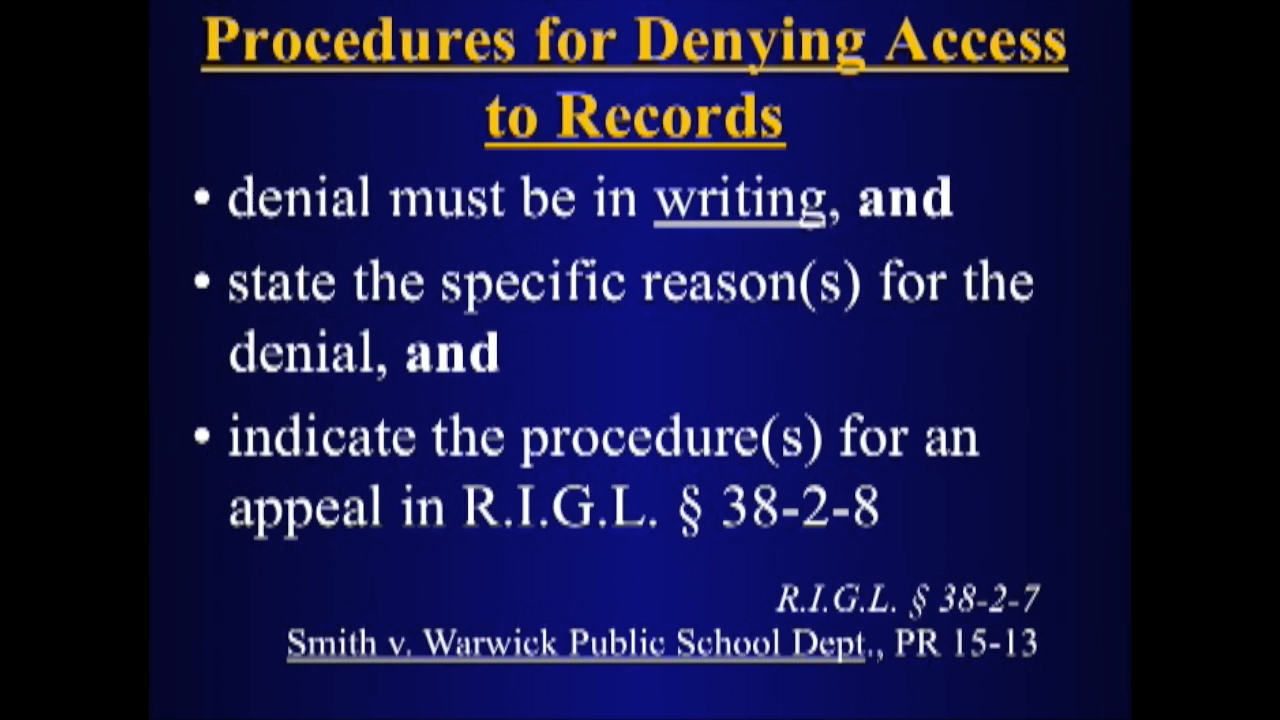 Procedures for Denying Access
to Records
• denial must be in writing, and
• state the specific reason(s) for the
denial, and
• indicate the procedure(s) for an
appeal in R.I.G.L. § 38-2-8
R.I.G.L. § 38-2-7
Smith v. Warwick Public School Dept., PR 15-13